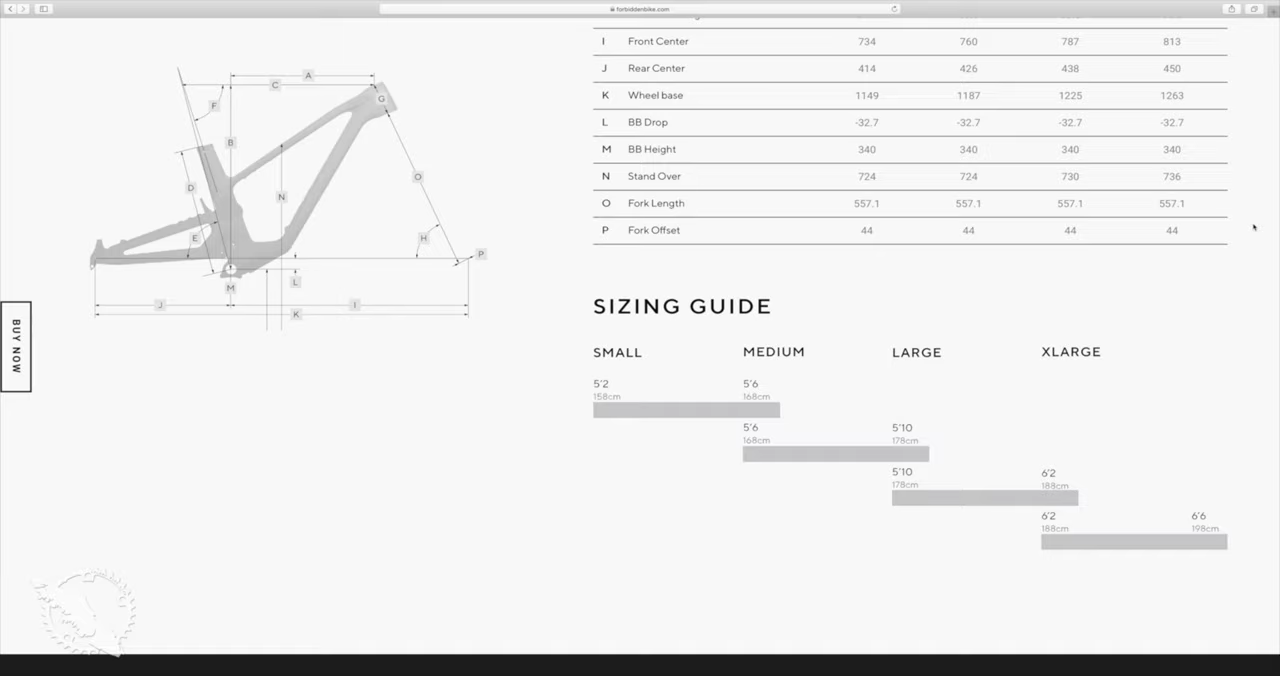 forbiddenbike.com
I Front Center 734 760 787 813
J Rear Center 414 426 438 450
K Wheel base 1149 1187 1225 1263
L BB Drop -32.7 -32.7 -32.7 -32.7
M BB Height 340 340 340 340
N Stand Over 724 724 730 736
O Fork Length 557.1 557.1 557.1 557.1
P Fork Offset 44 44 44 44
A
C
G
F
B
D
N
O
E
H
P
L
M
J
I
K
BUY NOW
SIZING GUIDE
SMALL MEDIUM LARGE XLARGE
5'2 5'6
158cm 168cm
5'6 5'10
168cm 178cm
5'10 6'2
178cm 188cm
6'2 6'6
188cm 198cm